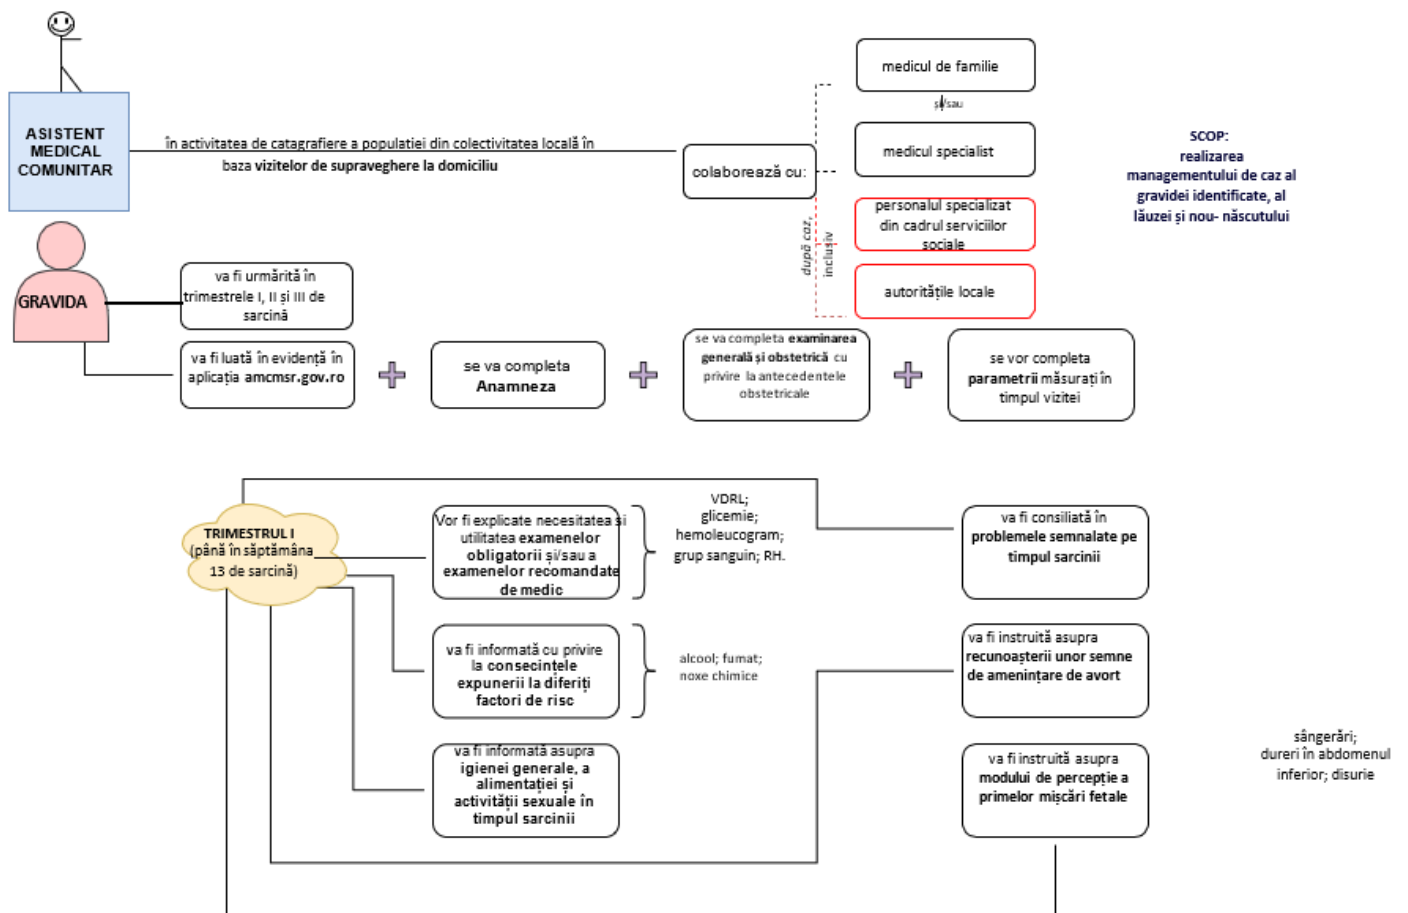 ASISTENT
MEDICAL
COMUNITAR
în activitatea de catagrafiere a populatiei din colectivitatea locală în
baza vizitelor de supraveghere la domiciliu
colaborează cu:
medicul de familie
și/sau
medicul specialist
personalul specializat
din cadrul serviciilor
sociale
autoritățile locale
după caz,
inclusiv
SCOP:
realizarea
managementului de caz al
gravidei identificate, al
lăuzei și nou- născutului
GRAVIDA
va fi urmărită în
trimestrele I, II și III de
sarcină
va fi luată în evidență în
aplicația amcmsr.gov.ro
se va completa
Anamneza
se va completa examinarea
generală și obstetrică cu
privire la antecedentele
obstetricale
se vor completa
parametrii măsurați în
timpul vizitei
TRIMESTRUL I
(până în săptămâna
13 de sarcină)
Vor fi explicate necesitatea si
utilitatea examenelor
obligatorii și/sau a
examenelor recomandate
de medic
VDRL;
glicemie;
hemoleucogram;
grup sanguin; RH.
va fi informată cu privire
la consecințele
expunerii la diferiți
factori de risc
alcool; fumat;
noxe chimice
va fi informată asupra
igienei generale, a
alimentației și
activității sexuale în
timpul sarcinii
va fi consiliată în
problemele semnalate pe
timpul sarcinii
va fi instruită asupra
recunoașterii unor semne
de amenințare de avort
va fi instruită asupra
modului de percepție a
primelor mișcări fetale
sângerări;
dureri în abdomenul
inferior; disurie